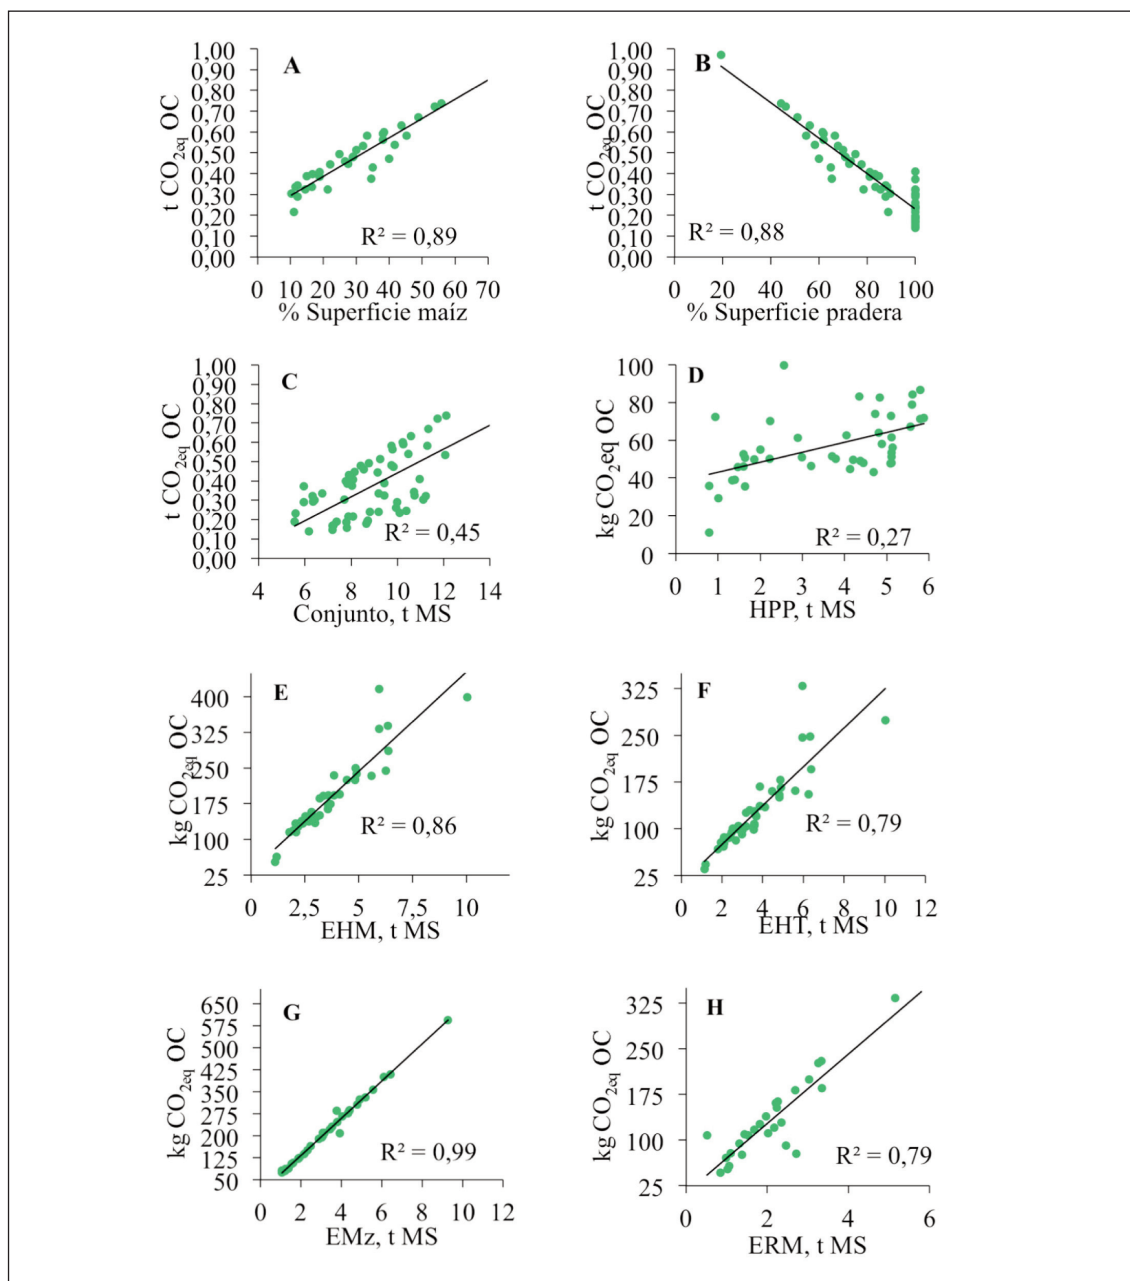 A
1,00
0,90
0,80
0,70
0,60
0,50
0,40
0,30
0,20
0,10
0,00
t CO2eq OC
R² = 0,89
0 10 20 30 40 50 60 70
% Superficie maíz
B
1,00
0,90
0,80
0,70
0,60
0,50
0,40
0,30
0,20
0,10
0,00
t CO2eq OC
R² = 0,88
0 20 40 60 80 100
% Superficie pradera
C
1,00
0,90
0,80
0,70
0,60
0,50
0,40
0,30
0,20
0,10
0,00
t CO2eq OC
R² = 0,45
4 6 8 10 12 14
Conjunto, t MS
D
100
80
60
40
20
0
kg CO2eq OC
R² = 0,27
0 1 2 3 4 5 6
HPP, t MS
E
400
325
250
175
100
25
kg CO2eq OC
R² = 0,86
0 2,5 5 7,5 10
EHM, t MS
F
325
250
175
100
25
kg CO2eq OC
R² = 0,79
0 2 4 6 8 10 12
EHT, t MS
G
650
575
500
425
350
275
200
125
50
kg CO2eq OC
R² = 0,99
0 2 4 6 8 10 12
EMz, t MS
H
325
250
175
100
25
kg CO2eq OC
R² = 0,79
0 2 4 6
ERM, t MS